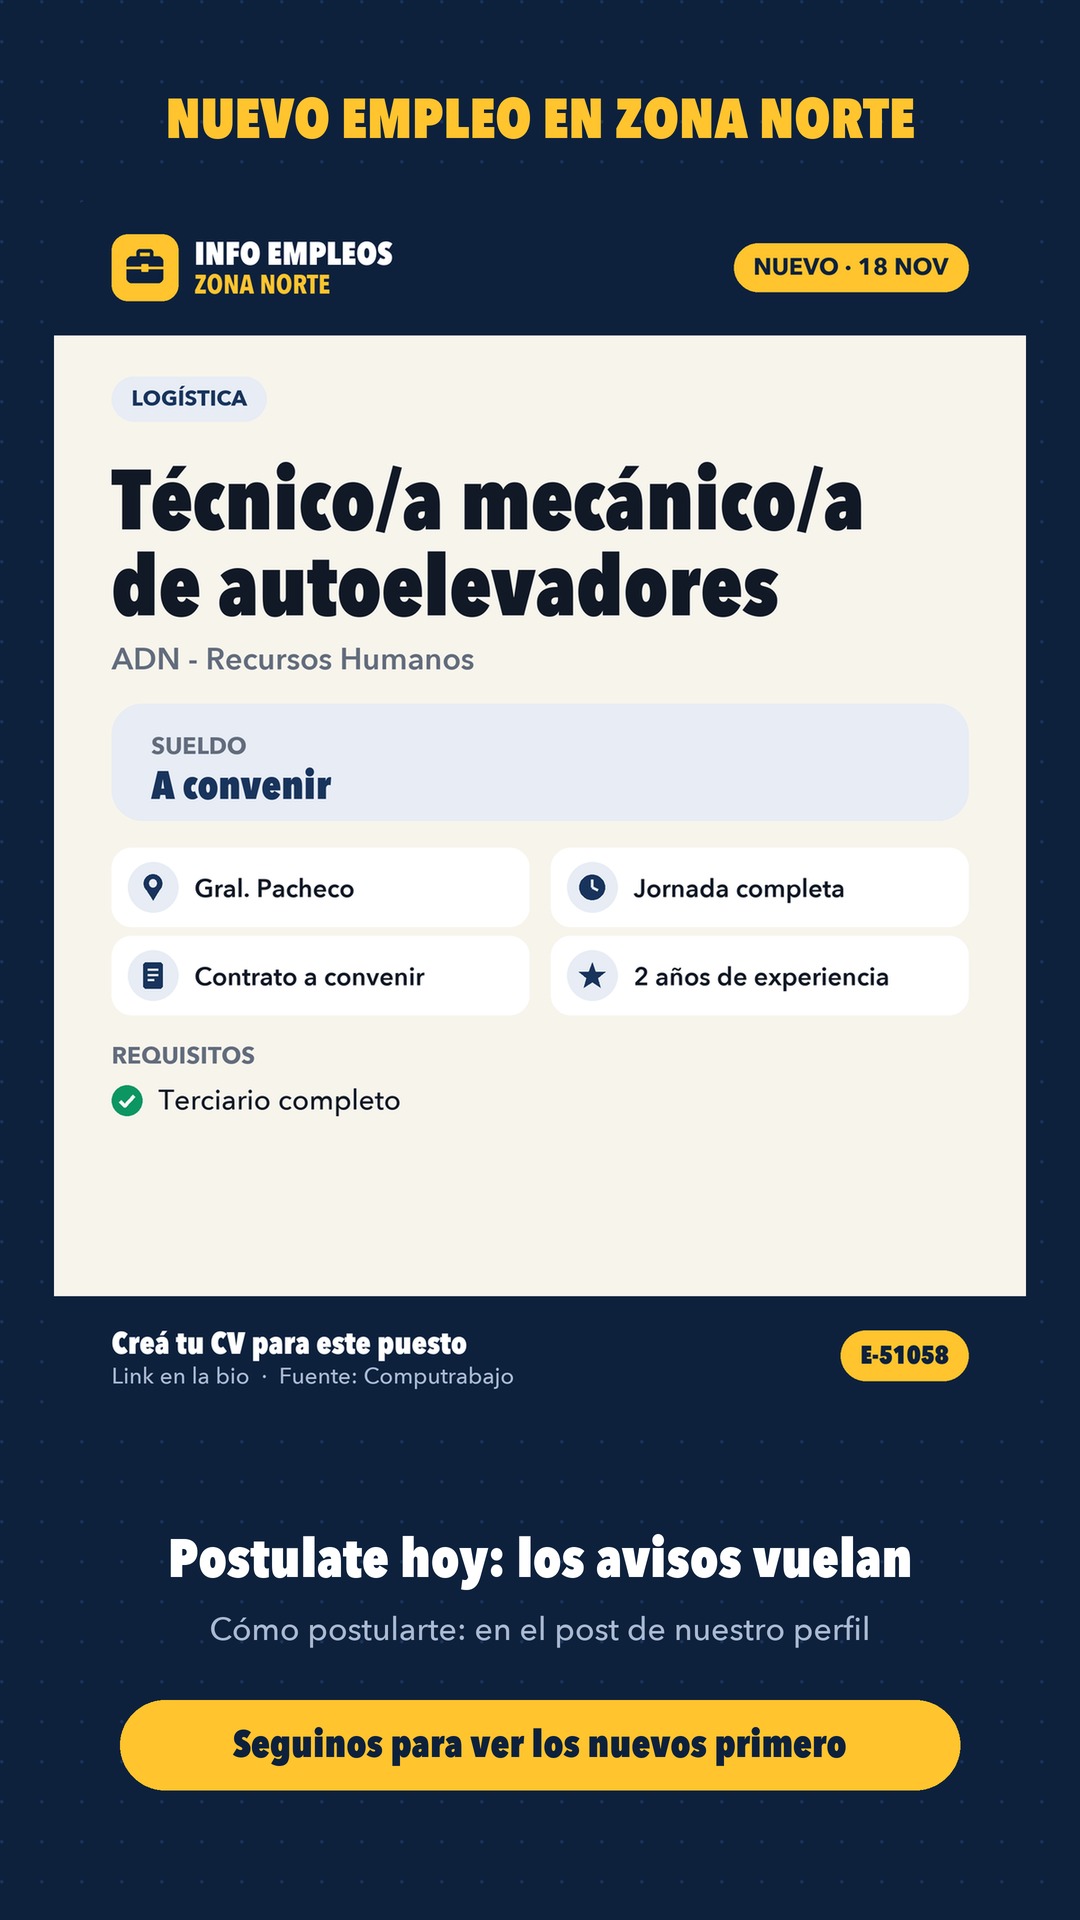 NUEVO EMPLEO EN ZONA NORTE
INFO EMPLEOS
ZONA NORTE
NUEVO · 18 NOV
LOGÍSTICA
Técnico/a mecánico/a
de autoelevadores
ADN - Recursos Humanos
SUELDO
A convenir
Gral. Pacheco
Jornada completa
Contrato a convenir
2 años de experiencia
REQUISITOS
Terciario completo
Creá tu CV para este puesto
Link en la bio · Fuente: Computrabajo
E-51058
Postulate hoy: los avisos vuelan
Cómo postularte: en el post de nuestro perfil
Seguinos para ver los nuevos primero